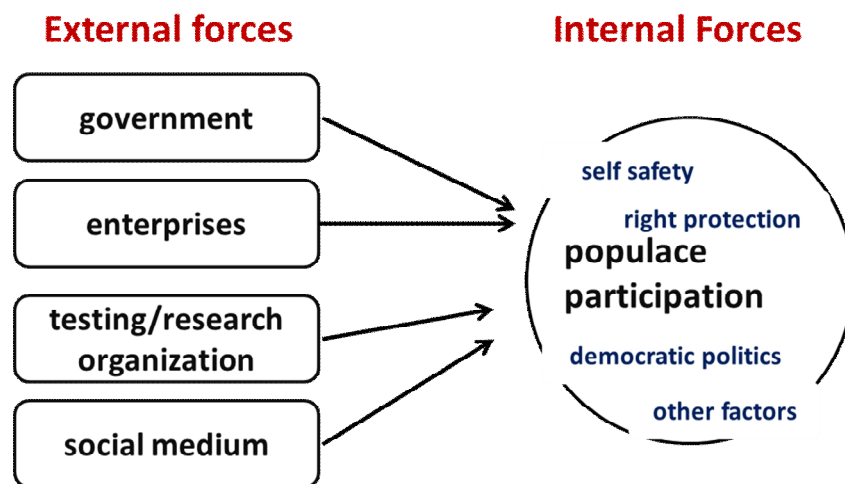 External forces
Internal Forces
government
enterprises
testing/research
organization
social medium
self safety
right protection
populace
participation
democratic politics
other factors